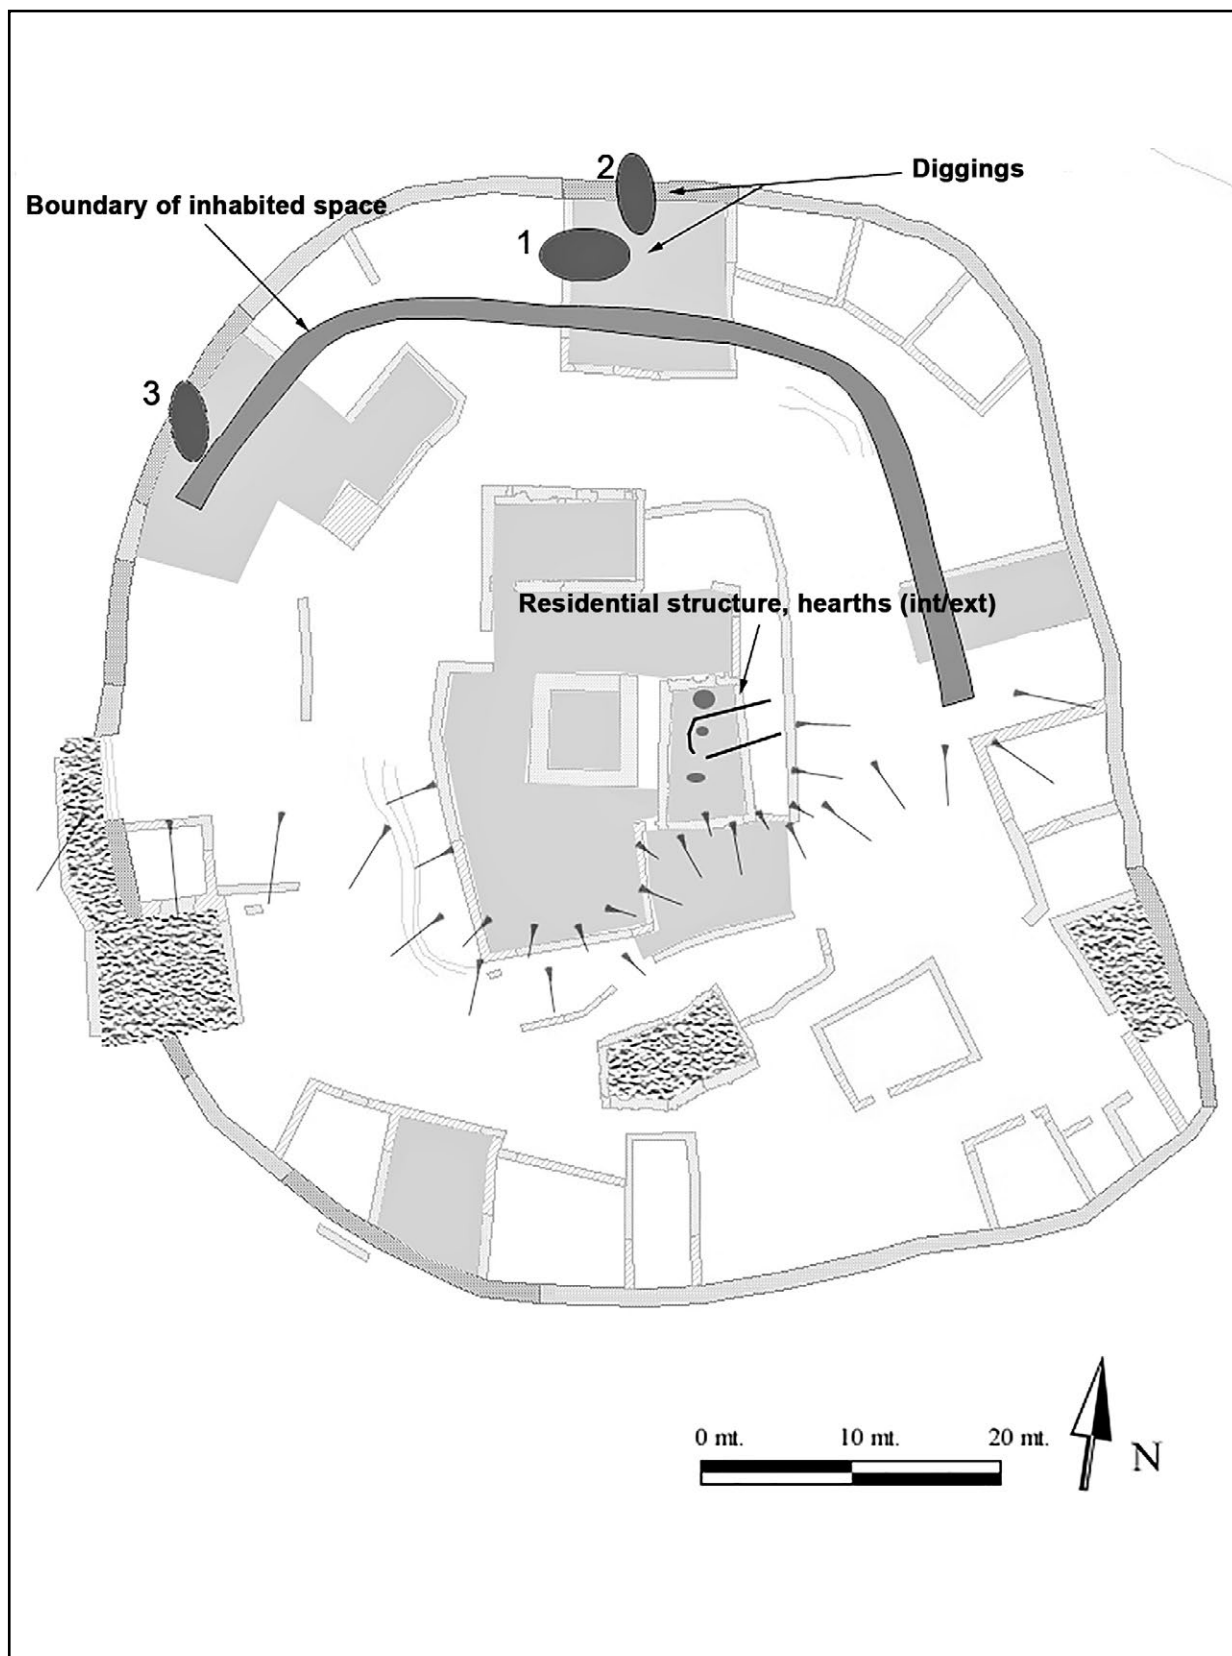 2
Diggings
Boundary of inhabited space
1
3
Residential structure, hearths (int/ext)
0 mt. 10 mt. 20 mt.
N